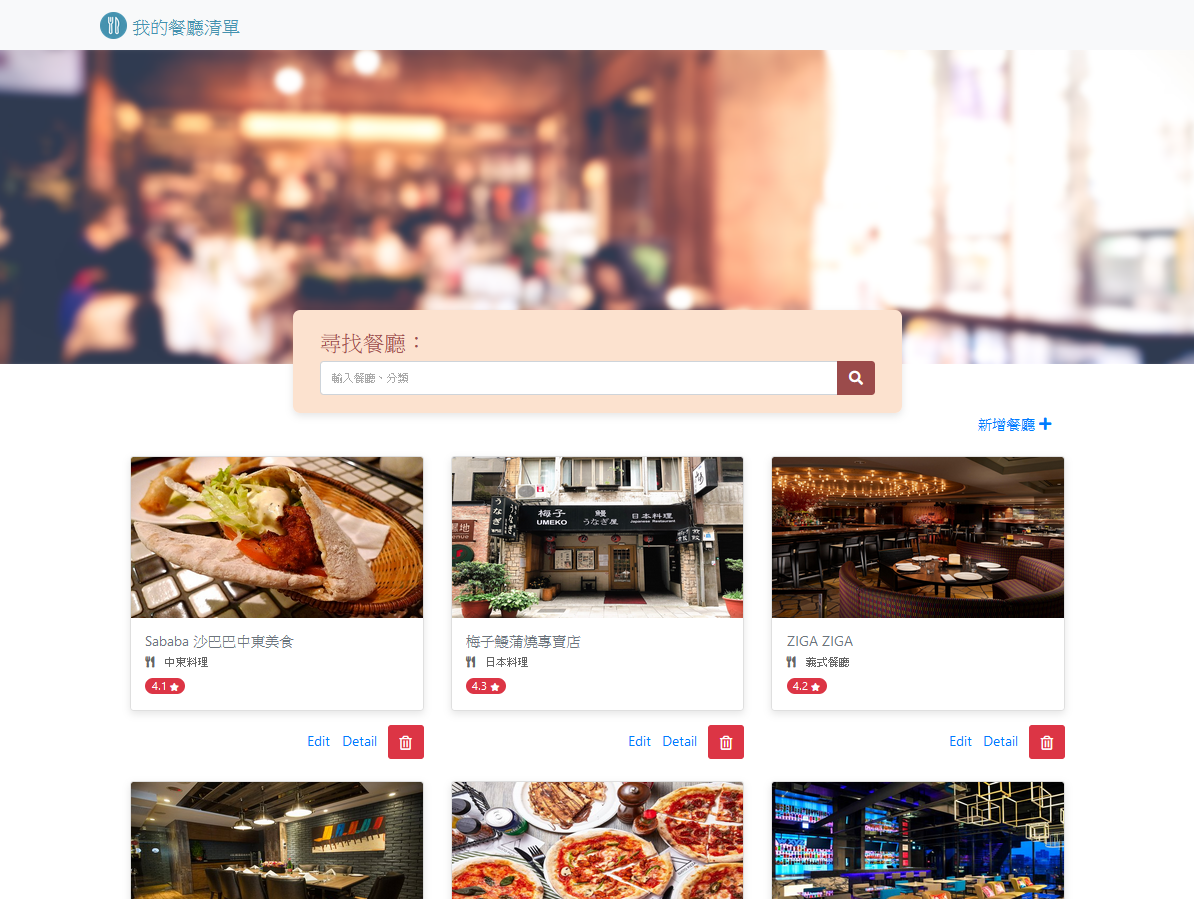 我的餐廳清單
尋找餐廳：
輸入餐廳、分類
新增餐廳
梅子 鰻 日本料理
UMEKO うなぎ屋 Japanese Restaurant
Sababa 沙巴巴中東美食
中東料理
4.1
梅子鰻蒲燒專賣店
日本料理
4.3
ZIGA ZIGA
義式餐廳
4.2
Edit Detail
Edit Detail
Edit Detail